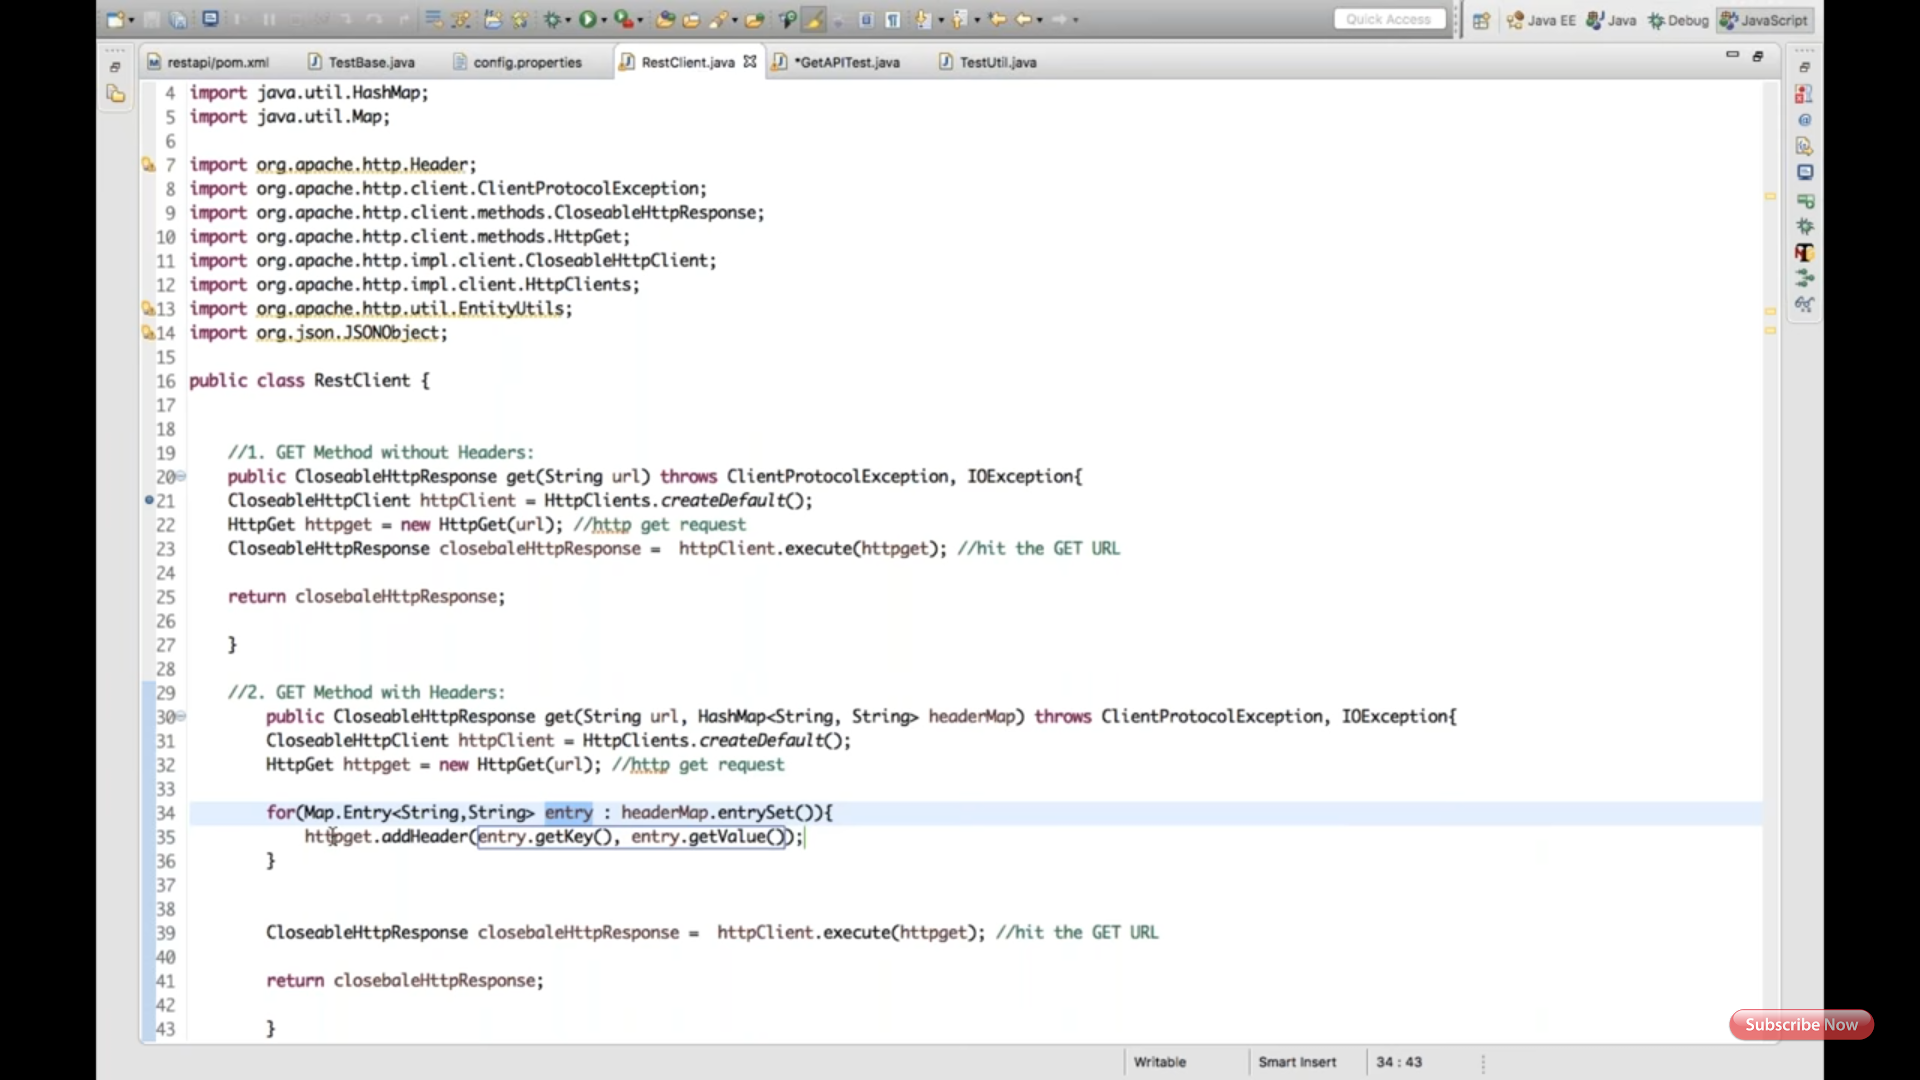 Quick Access
Java EE
Java
Debug
JavaScript
restapi/pom.xml
TestBase.java
config.properties
RestClient.java
*GetAPITest.java
TestUtil.java
4 import java.util.HashMap;
5 import java.util.Map;
6
7 import org.apache.http.Header;
8 import org.apache.http.client.ClientProtocolException;
9 import org.apache.http.client.methods.CloseableHttpResponse;
10 import org.apache.http.client.methods.HttpGet;
11 import org.apache.http.impl.client.CloseableHttpClient;
12 import org.apache.http.impl.client.HttpClients;
13 import org.apache.http.util.EntityUtils;
14 import org.json.JSONObject;
15
16 public class RestClient {
17
18
19 //1. GET Method without Headers:
20 public CloseableHttpResponse get(String url) throws ClientProtocolException, IOException{
21 CloseableHttpClient httpClient = HttpClients.createDefault();
22 HttpGet httpget = new HttpGet(url); //http get request
23 CloseableHttpResponse closebaleHttpResponse =  httpClient.execute(httpget); //hit the GET URL
24
25 return closebaleHttpResponse;
26
27 }
28
29 //2. GET Method with Headers:
30 public CloseableHttpResponse get(String url, HashMap<String, String> headerMap) throws ClientProtocolException, IOException{
31 CloseableHttpClient httpClient = HttpClients.createDefault();
32 HttpGet httpget = new HttpGet(url); //http get request
33
34 for(Map.Entry<String,String> entry : headerMap.entrySet()){
35 httpget.addHeader(entry.getKey(), entry.getValue());
36 }
37
38
39 CloseableHttpResponse closebaleHttpResponse =  httpClient.execute(httpget); //hit the GET URL
40
41 return closebaleHttpResponse;
42
43 }
Subscribe Now
Writable
Smart Insert
34 : 43